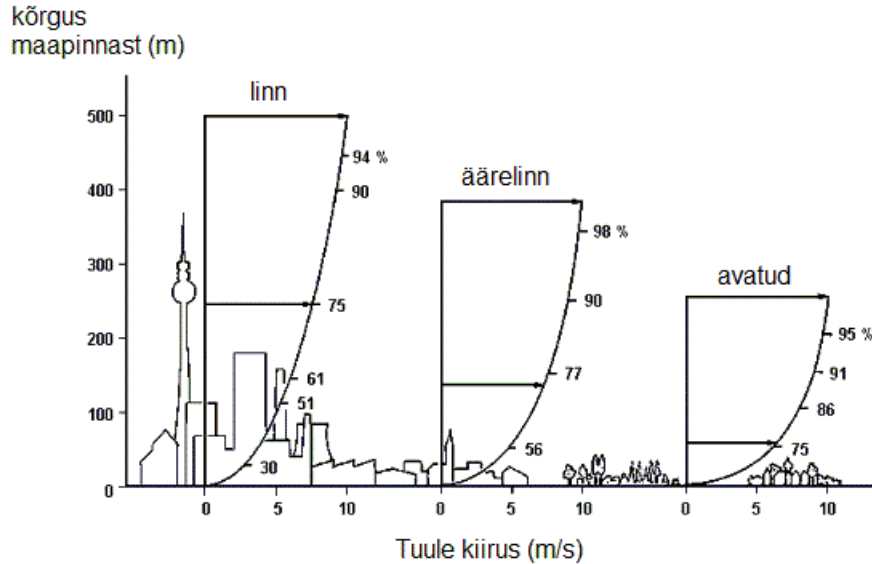 kõrgus
maapinnast (m)
linn
500
94 %
400
90
äärelinn
98 %
300
avatud
90
75
95 %
200
91
77
61
86
51
100
56
75
30
0
0 5 10 0 5 10 0 5 10
Tuule kiirus (m/s)